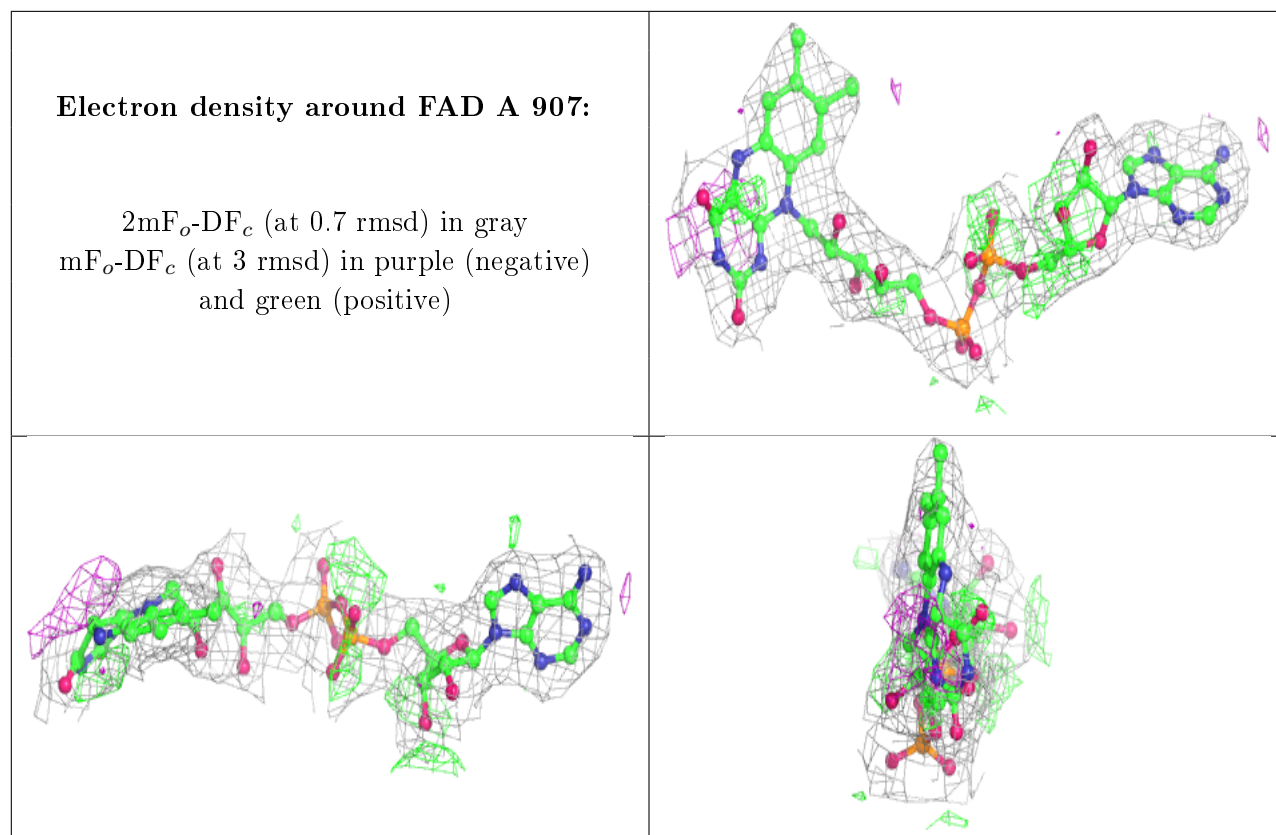 Electron density around FAD A 907:
2mFo-DFc (at 0.7 rmsd) in gray
mFo-DFc (at 3 rmsd) in purple (negative)
and green (positive)